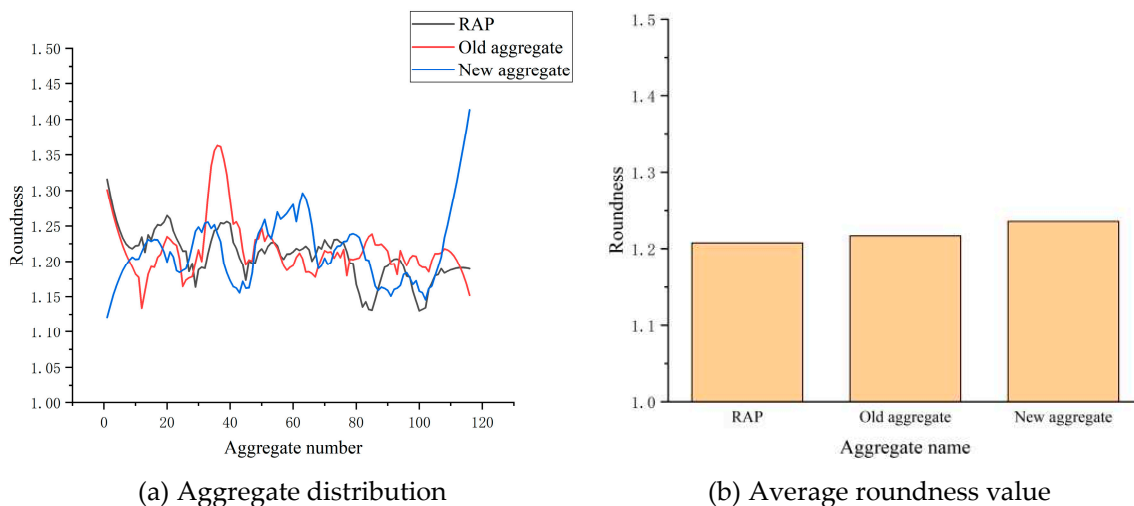 RAP
Old aggregate
New aggregate
1.50
1.45
1.40
1.35
1.30
1.25
1.20
1.15
1.10
1.05
1.00
Roundness
0 20 40 60 80 100 120
Aggregate number
(a) Aggregate distribution
1.5
1.4
1.3
1.2
1.1
1.0
Roundness
RAP Old aggregate New aggregate
Aggregate name
(b) Average roundness value